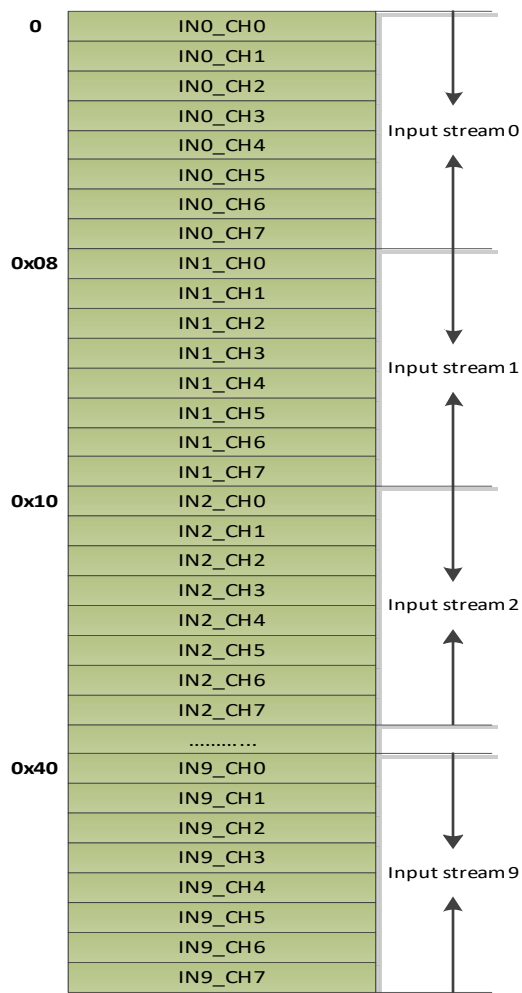 0
IN0_CH0
IN0_CH1
IN0_CH2
IN0_CH3
IN0_CH4
IN0_CH5
IN0_CH6
IN0_CH7
Input stream 0
0x08
IN1_CH0
IN1_CH1
IN1_CH2
IN1_CH3
IN1_CH4
IN1_CH5
IN1_CH6
IN1_CH7
Input stream 1
0x10
IN2_CH0
IN2_CH1
IN2_CH2
IN2_CH3
IN2_CH4
IN2_CH5
IN2_CH6
IN2_CH7
Input stream 2
............
0x40
IN9_CH0
IN9_CH1
IN9_CH2
IN9_CH3
IN9_CH4
IN9_CH5
IN9_CH6
IN9_CH7
Input stream 9